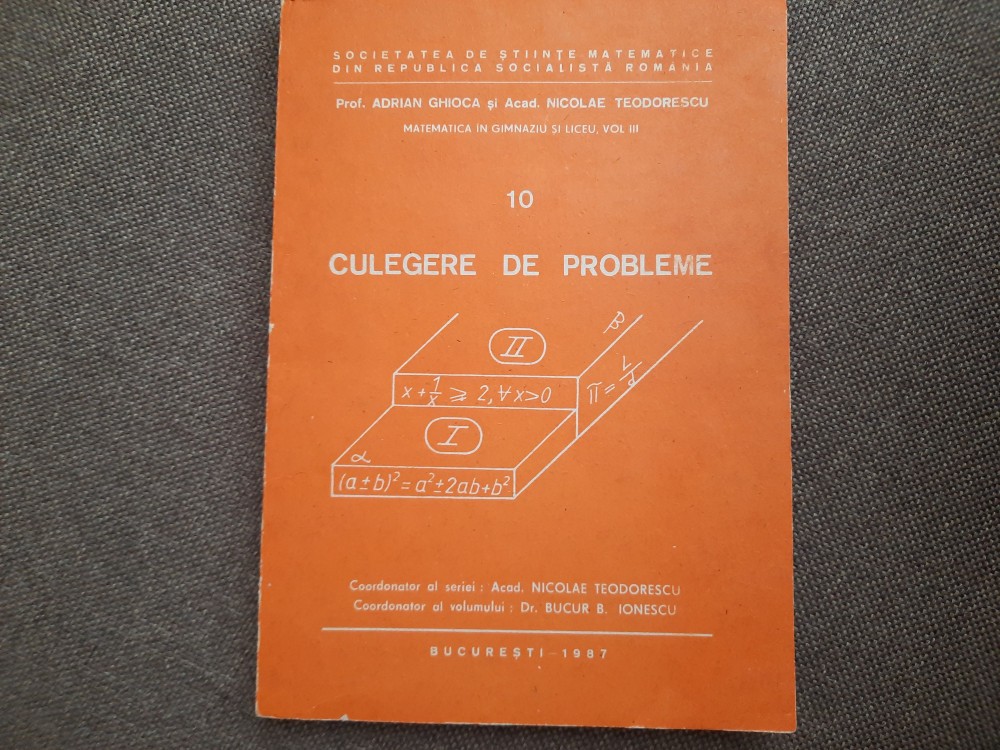 SOCIETATEA DE ȘTIINȚE MATEMATICE
DIN REPUBLICA SOCIALISTĂ ROMÂNIA
Prof. ADRIAN GHIOCA și Acad. NICOLAE TEODORESCU
MATEMATICA ÎN GIMNAZIU ȘI LICEU, VOL III
10
CULEGERE DE PROBLEME
II
β
x + 1/x ⩾ 2, ∀ x>0
π = L/d
I
α
(a ± b)² = a² ± 2ab + b²
Coordonator al seriei : Acad. NICOLAE TEODORESCU
Coordonator al volumului : Dr. BUCUR B. IONESCU
BUCUREȘTI – 1987